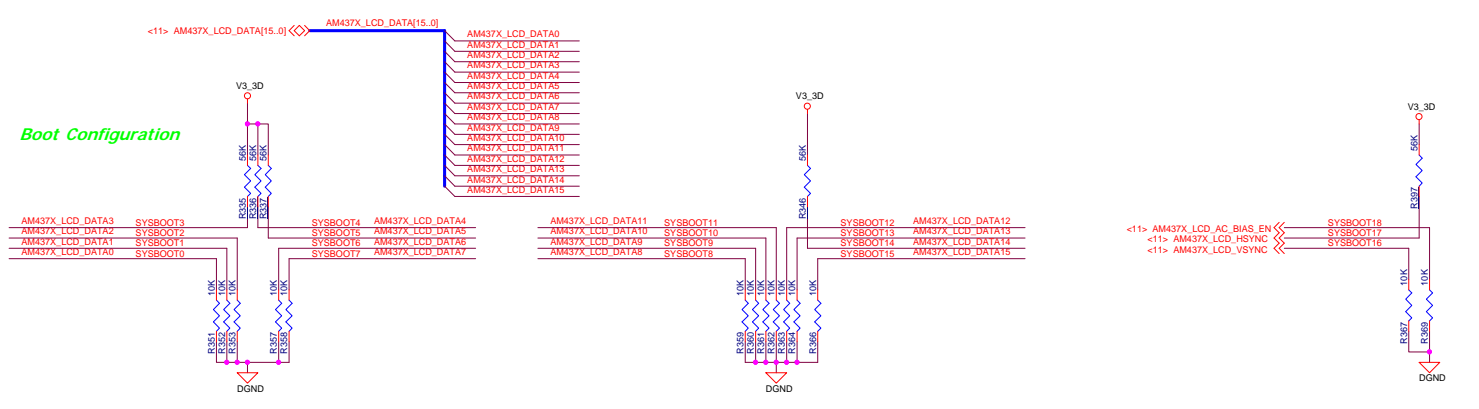 <11> AM437X_LCD_DATA[15..0]
AM437X_LCD_DATA[15..0]
AM437X_LCD_DATA0
AM437X_LCD_DATA1
AM437X_LCD_DATA2
AM437X_LCD_DATA3
AM437X_LCD_DATA4
AM437X_LCD_DATA5
AM437X_LCD_DATA6
AM437X_LCD_DATA7
AM437X_LCD_DATA8
AM437X_LCD_DATA9
AM437X_LCD_DATA10
AM437X_LCD_DATA11
AM437X_LCD_DATA12
AM437X_LCD_DATA13
AM437X_LCD_DATA14
AM437X_LCD_DATA15
Boot Configuration
V3_3D
56K
56K
56K
R335
R336
R337
AM437X_LCD_DATA3 SYSBOOT3
AM437X_LCD_DATA2 SYSBOOT2
AM437X_LCD_DATA1 SYSBOOT1
AM437X_LCD_DATA0 SYSBOOT0
SYSBOOT4 AM437X_LCD_DATA4
SYSBOOT5 AM437X_LCD_DATA5
SYSBOOT6 AM437X_LCD_DATA6
SYSBOOT7 AM437X_LCD_DATA7
10K
10K
10K
10K
10K
R351
R352
R353
R357
R358
DGND
V3_3D
56K
R346
AM437X_LCD_DATA11 SYSBOOT11
AM437X_LCD_DATA10 SYSBOOT10
AM437X_LCD_DATA9 SYSBOOT9
AM437X_LCD_DATA8 SYSBOOT8
SYSBOOT12 AM437X_LCD_DATA12
SYSBOOT13 AM437X_LCD_DATA13
SYSBOOT14 AM437X_LCD_DATA14
SYSBOOT15 AM437X_LCD_DATA15
10K
10K
10K
10K
10K
10K
10K
R359
R360
R361
R362
R363
R364
R366
DGND
V3_3D
56K
R397
<11> AM437X_LCD_AC_BIAS_EN SYSBOOT18
<11> AM437X_LCD_HSYNC SYSBOOT17
<11> AM437X_LCD_VSYNC SYSBOOT16
10K
10K
R367
R369
DGND